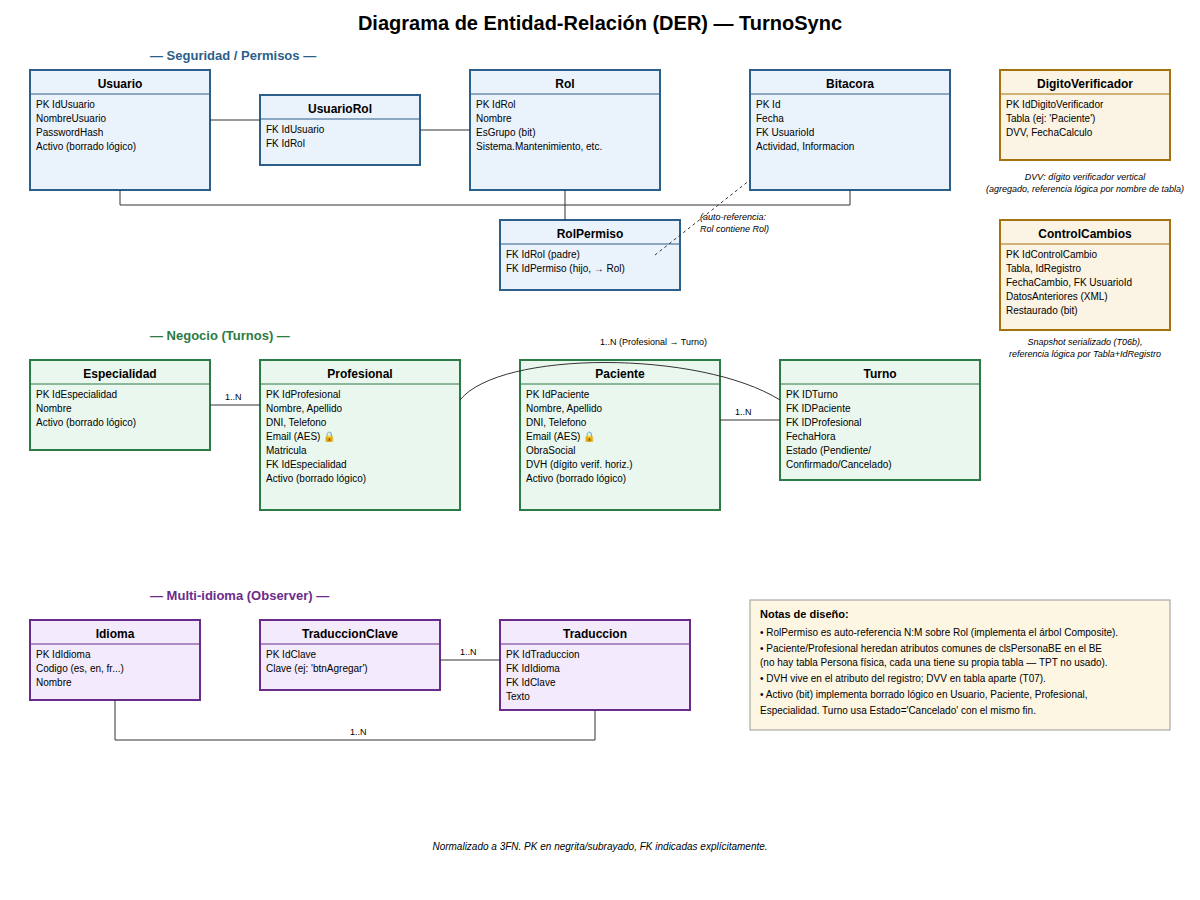 Diagrama de Entidad-Relación (DER) — TurnoSync
— Seguridad / Permisos —
Usuario
PK IdUsuario
NombreUsuario
PasswordHash
Activo (borrado lógico)
UsuarioRol
FK IdUsuario
FK IdRol
Rol
PK IdRol
Nombre
EsGrupo (bit)
Sistema.Mantenimiento, etc.
Bitacora
PK Id
Fecha
FK UsuarioId
Actividad, Informacion
DigitoVerificador
PK IdDigitoVerificador
Tabla (ej: 'Paciente')
DVV, FechaCalculo
DVV: dígito verificador vertical
(agregado, referencia lógica por nombre de tabla)
(auto-referencia:
Rol contiene Rol)
RolPermiso
FK IdRol (padre)
FK IdPermiso (hijo, → Rol)
ControlCambios
PK IdControlCambio
Tabla, IdRegistro
FechaCambio, FK UsuarioId
DatosAnteriores (XML)
Restaurado (bit)
Snapshot serializado (T06b),
referencia lógica por Tabla+IdRegistro
— Negocio (Turnos) —
1..N (Profesional → Turno)
Especialidad
PK IdEspecialidad
Nombre
Activo (borrado lógico)
1..N
Profesional
PK IdProfesional
Nombre, Apellido
DNI, Telefono
Email (AES) 🔒
Matricula
FK IdEspecialidad
Activo (borrado lógico)
Paciente
PK IdPaciente
Nombre, Apellido
DNI, Telefono
Email (AES) 🔒
ObraSocial
DVH (dígito verif. horiz.)
Activo (borrado lógico)
1..N
Turno
PK IDTurno
FK IDPaciente
FK IDProfesional
FechaHora
Estado (Pendiente/
Confirmado/Cancelado)
— Multi-idioma (Observer) —
Idioma
PK IdIdioma
Codigo (es, en, fr...)
Nombre
TraduccionClave
PK IdClave
Clave (ej: 'btnAgregar')
1..N
Traduccion
PK IdTraduccion
FK IdIdioma
FK IdClave
Texto
1..N
Notas de diseño:
• RolPermiso es auto-referencia N:M sobre Rol (implementa el árbol Composite).
• Paciente/Profesional heredan atributos comunes de clsPersonaBE en el BE
(no hay tabla Persona física, cada una tiene su propia tabla — TPT no usado).
• DVH vive en el atributo del registro; DVV en tabla aparte (T07).
• Activo (bit) implementa borrado lógico en Usuario, Paciente, Profesional,
Especialidad. Turno usa Estado='Cancelado' con el mismo fin.
Normalizado a 3FN. PK en negrita/subrayado, FK indicadas explícitamente.